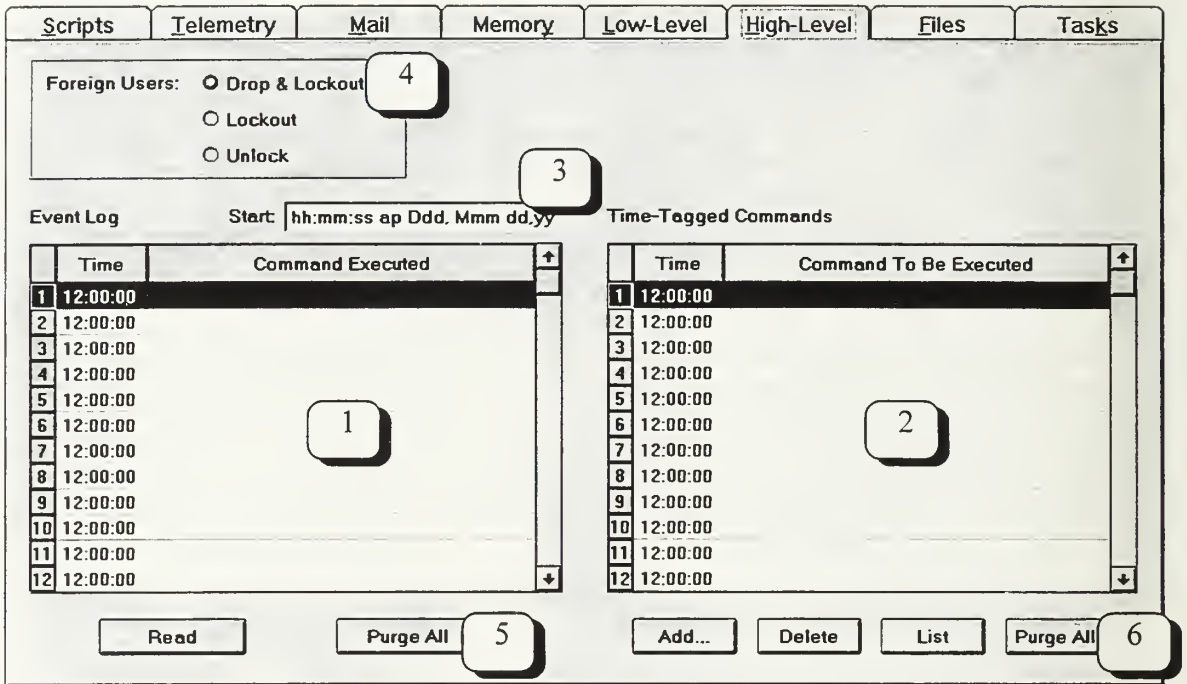 Scripts Telemetry Mail Memory Low-Level High-Level Files Tasks
Foreign Users: Drop & Lockout 4
Lockout
Unlock
3
Event Log Start: hh:mm:ss ap Ddd, Mmm dd,yy Time-Tagged Commands
Time Command Executed Time Command To Be Executed
1 12:00:00 1 12:00:00
2 12:00:00 2 12:00:00
3 12:00:00 3 12:00:00
4 12:00:00 4 12:00:00
5 12:00:00 5 12:00:00
6 12:00:00 1 6 12:00:00 2
7 12:00:00 7 12:00:00
8 12:00:00 8 12:00:00
9 12:00:00 9 12:00:00
10 12:00:00 10 12:00:00
11 12:00:00 11 12:00:00
12 12:00:00 12 12:00:00
Read Purge All 5 Add... Delete List Purge All 6